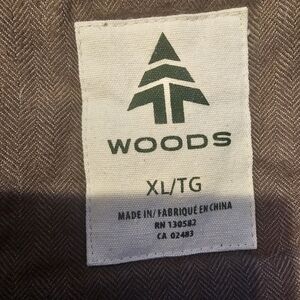 WOODS
XL/TG
MADE IN/FABRIQUÉ EN CHINA
RN 130582
CA 02483